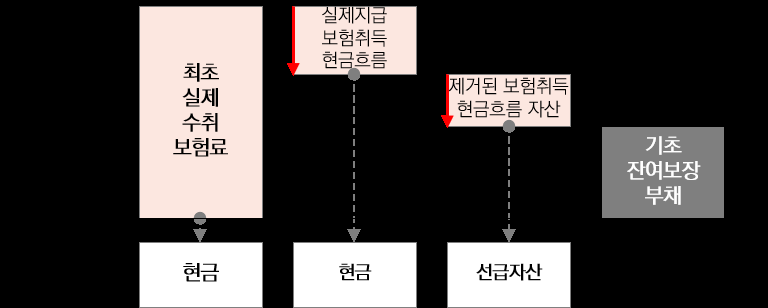 최초
실제
수취
보험료
실제지급
보험취득
현금흐름
제거된 보험취득
현금흐름 자산
기초
잔여보장
부채
현금
현금
선급자산